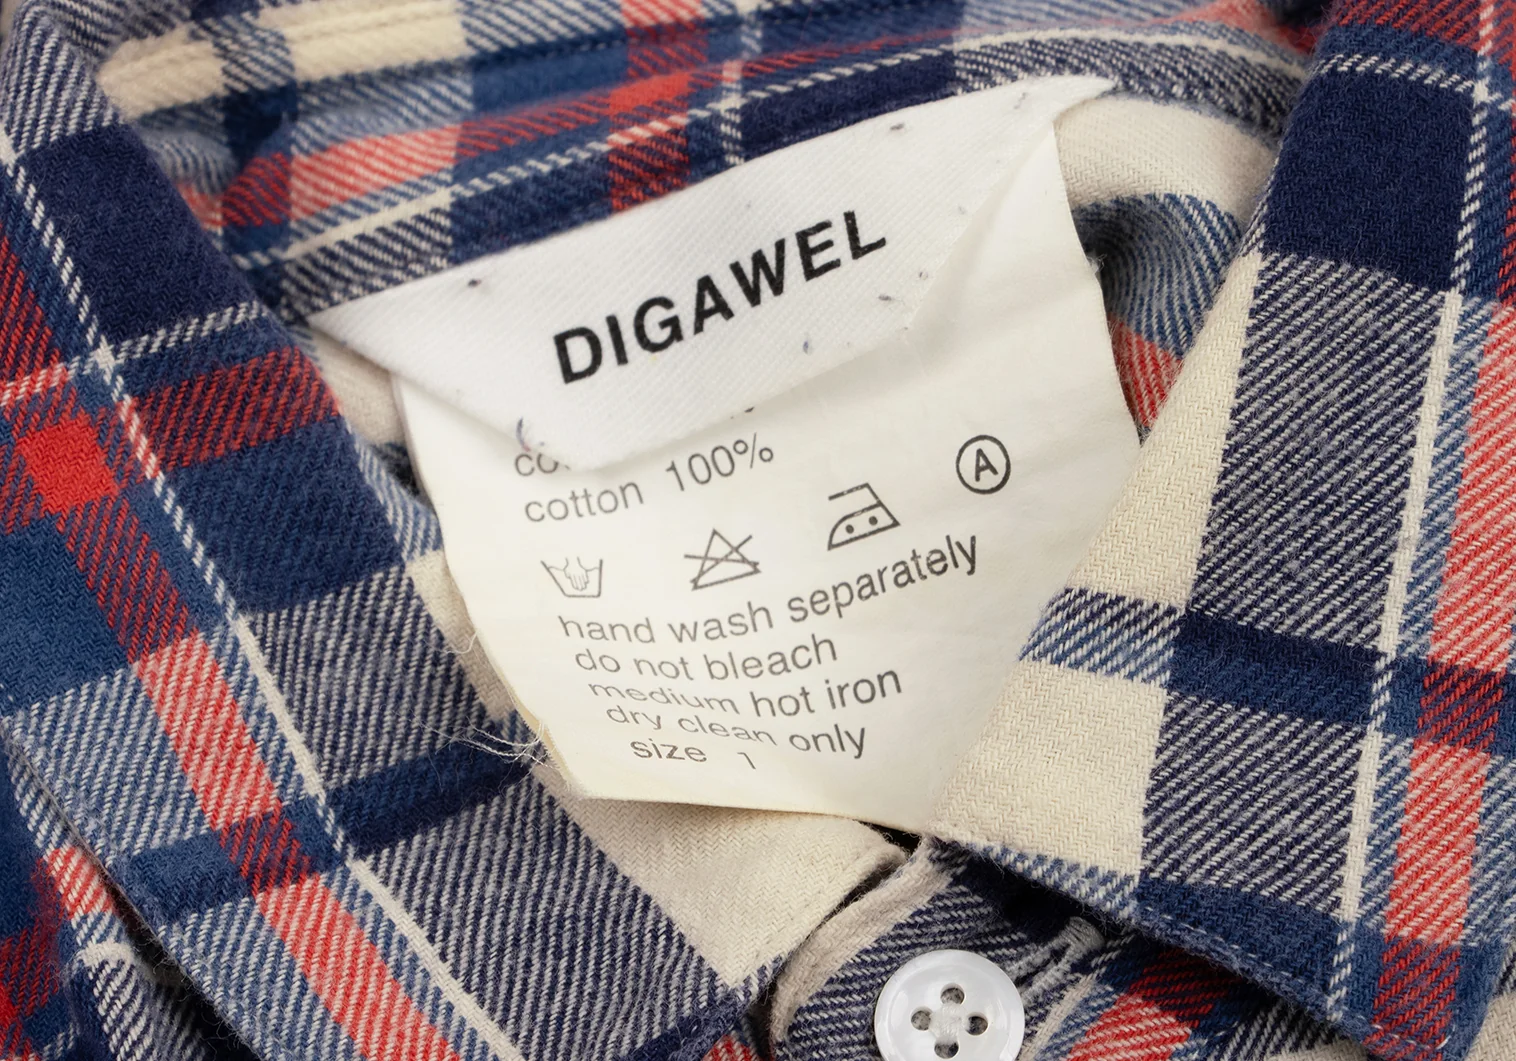 DIGAWEL
cotton 100%
A
hand wash separately
do not bleach
medium hot iron
dry clean only
size 1